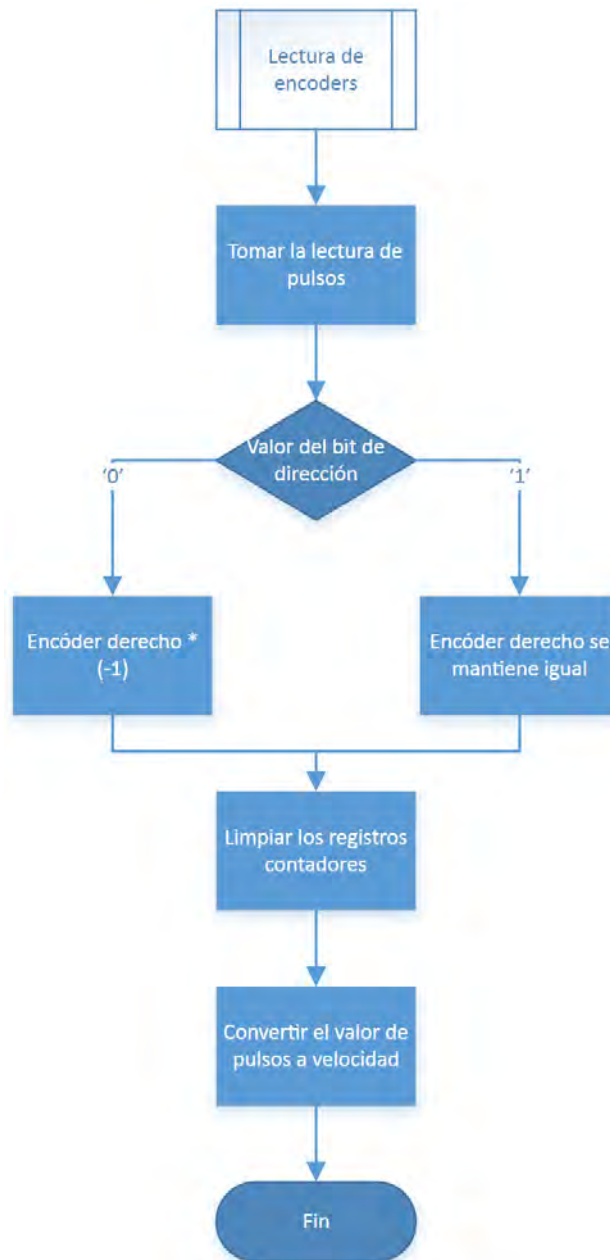 Lectura de
encoders
Tomar la lectura de
pulsos
Valor del bit de
dirección
'0'
'1'
Encóder derecho *
(-1)
Encóder derecho se
mantiene igual
Limpiar los registros
contadores
Convertir el valor de
pulsos a velocidad
Fin